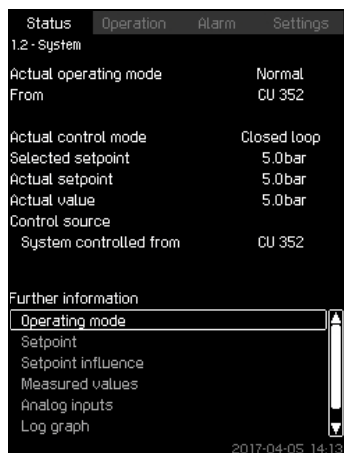 Status Operation Alarm Settings
1.2 - System
Actual operating mode Normal
From CU 352
Actual control mode Closed loop
Selected setpoint 5.0bar
Actual setpoint 5.0bar
Actual value 5.0bar
Control source
System controlled from CU 352
Further information
Operating mode
Setpoint
Setpoint influence
Measured values
Analog inputs
Log graph
2017-04-05 14:13